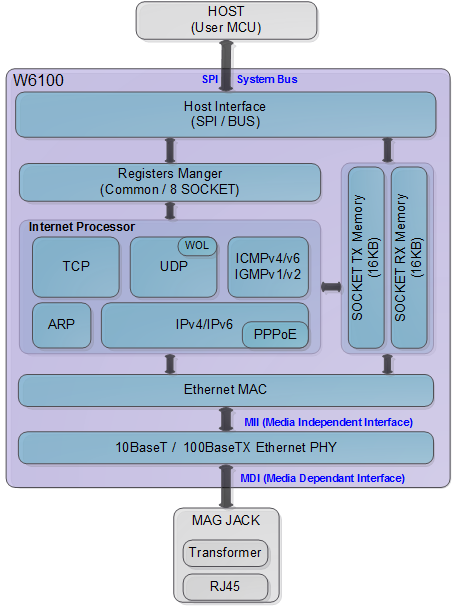 HOST
(User MCU)
SPI System Bus
W6100
Host Interface
(SPI / BUS)
Registers Manger
(Common / 8 SOCKET)
Internet Processor
TCP
UDP
WOL
ICMPv4/v6
IGMPv1/v2
ARP
IPv4/IPv6
PPPoE
SOCKET TX Memory
(16KB)
SOCKET RX Memory
(16KB)
Ethernet MAC
MII (Media Independent Interface)
10BaseT / 100BaseTX Ethernet PHY
MDI (Media Dependant Interface)
MAG JACK
Transformer
RJ45